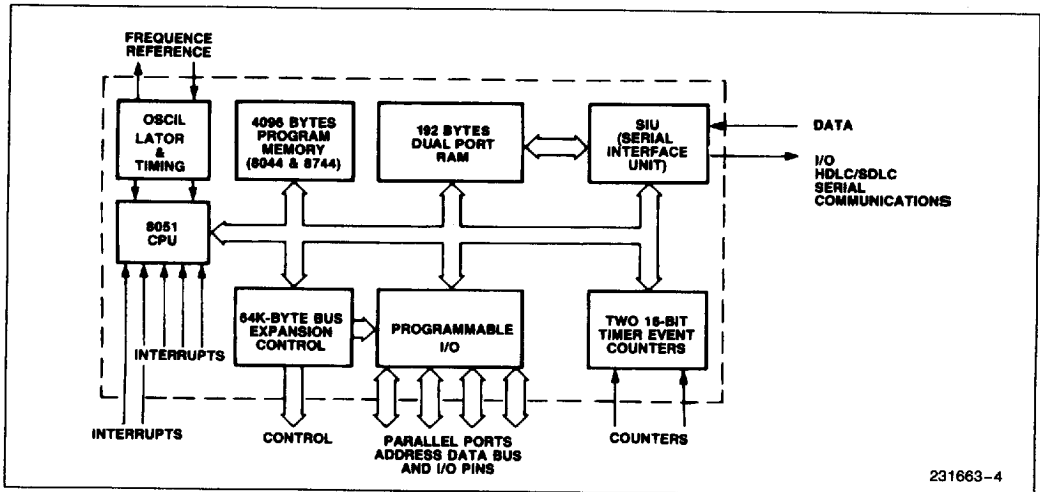 FREQUENCE
REFERENCE
OSCIL
LATOR
&
TIMING
4096 BYTES
PROGRAM
MEMORY
(8044 & 8744)
192 BYTES
DUAL PORT
RAM
SIU
(SERIAL
INTERFACE
UNIT)
DATA
I/O
HDLC/SDLC
SERIAL
COMMUNICATIONS
8051
CPU
64K-BYTE BUS
EXPANSION
CONTROL
PROGRAMMABLE
I/O
TWO 16-BIT
TIMER EVENT
COUNTERS
INTERRUPTS
INTERRUPTS
CONTROL
PARALLEL PORTS
ADDRESS DATA BUS
AND I/O PINS
COUNTERS
231663-4